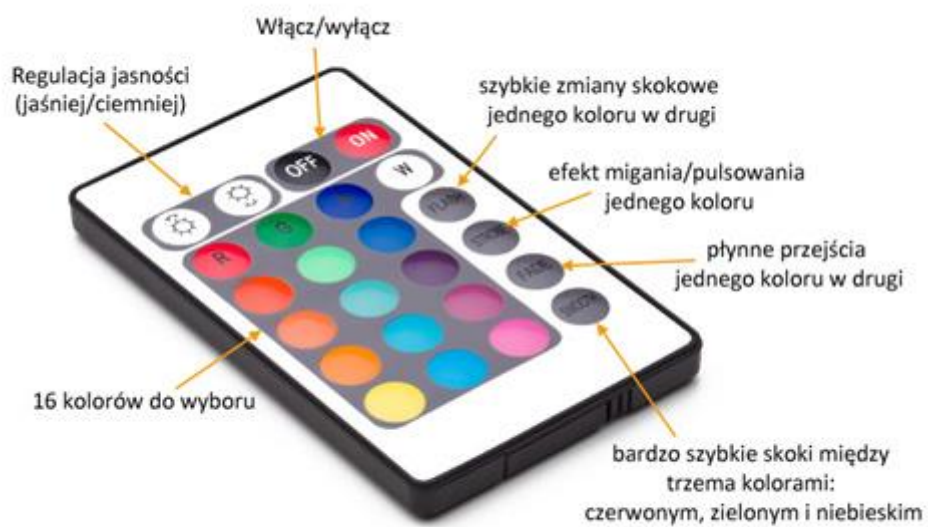 Włącz/wyłącz
Regulacja jasności
(jaśniej/ciemniej)
szybkie zmiany skokowe
jednego koloru w drugi
efekt migania/pulsowania
jednego koloru
płynne przejścia
jednego koloru w drugi
OFF
ON
W
FLASH
STROBE
FADE
SMOOTH
R
G
B
16 kolorów do wyboru
bardzo szybkie skoki między
trzema kolorami:
czerwonym, zielonym i niebieskim